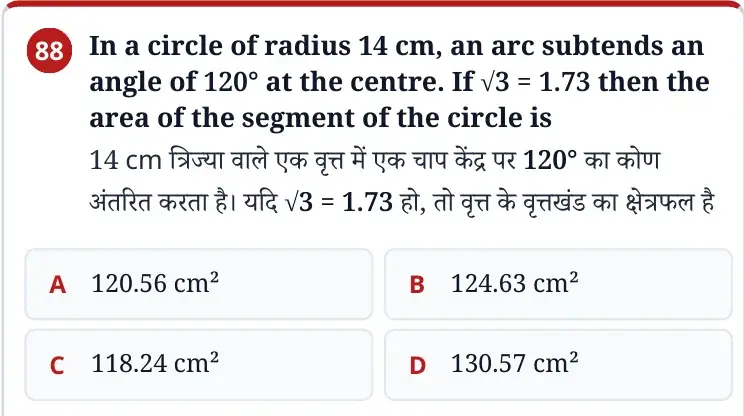 88 In a circle of radius 14 cm, an arc subtends an
angle of 120° at the centre. If √3 = 1.73 then the
area of the segment of the circle is
14 cm त्रिज्या वाले एक वृत्त में एक चाप केंद्र पर 120° का कोण
अंतरित करता है। यदि √3 = 1.73 हो, तो वृत्त के वृत्तखंड का क्षेत्रफल है
A 120.56 cm²
B 124.63 cm²
C 118.24 cm²
D 130.57 cm²